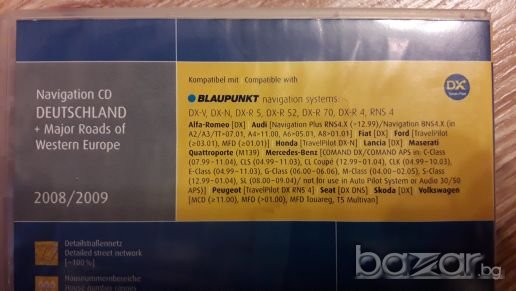 Navigation CD
DEUTSCHLAND
+ Major Roads of
Western Europe
2008/2009
Kompatibel mit Compatible with
BLAUPUNKT navigation systems:
DX-V, DX-N, DX-R 5, DX-R 52, DX-R 70, DX-R 4, RNS 4
Alfa-Romeo [DX] Audi [Navigation Plus RNS4.X (>12.99)/Navigation BNS4.X (in
A2/A3/TT>07.01, A4>11.00, A6>05.01, A8>01.01] Fiat [DX] Ford [TravelPilot
(≥03.01), MFD (≥01.01)] Honda [TravelPilot DX-N] Lancia [DX] Maserati
Quattroporte (M139) Mercedes-Benz [COMAND DX/COMAND APS in: C-Class
(07.99–11.04), CLS (04.99–11.03), CL Coupé (12.99–01.04), CLK (04.99–10.03),
E-Class (04.99–11.03), G-Class (06.00–06.06), M-Class (04.00–02.05), S-Class
(12.99–01.04), SL (08.00–09.04)/ not for use in Auto Pilot System or Audio 30/50
APS)] Peugeot [TravelPilot DX RNS 4] Seat [DX DNS] Skoda [DX] Volkswagen
[MCD (≥11.00), MFD (>01.00), MFD Touareg, T5 Multivan]
DX
Detailstraßennetz
Detailed street network
[~100%]
Hausnummernbereiche
House number ranges
bazar.bg